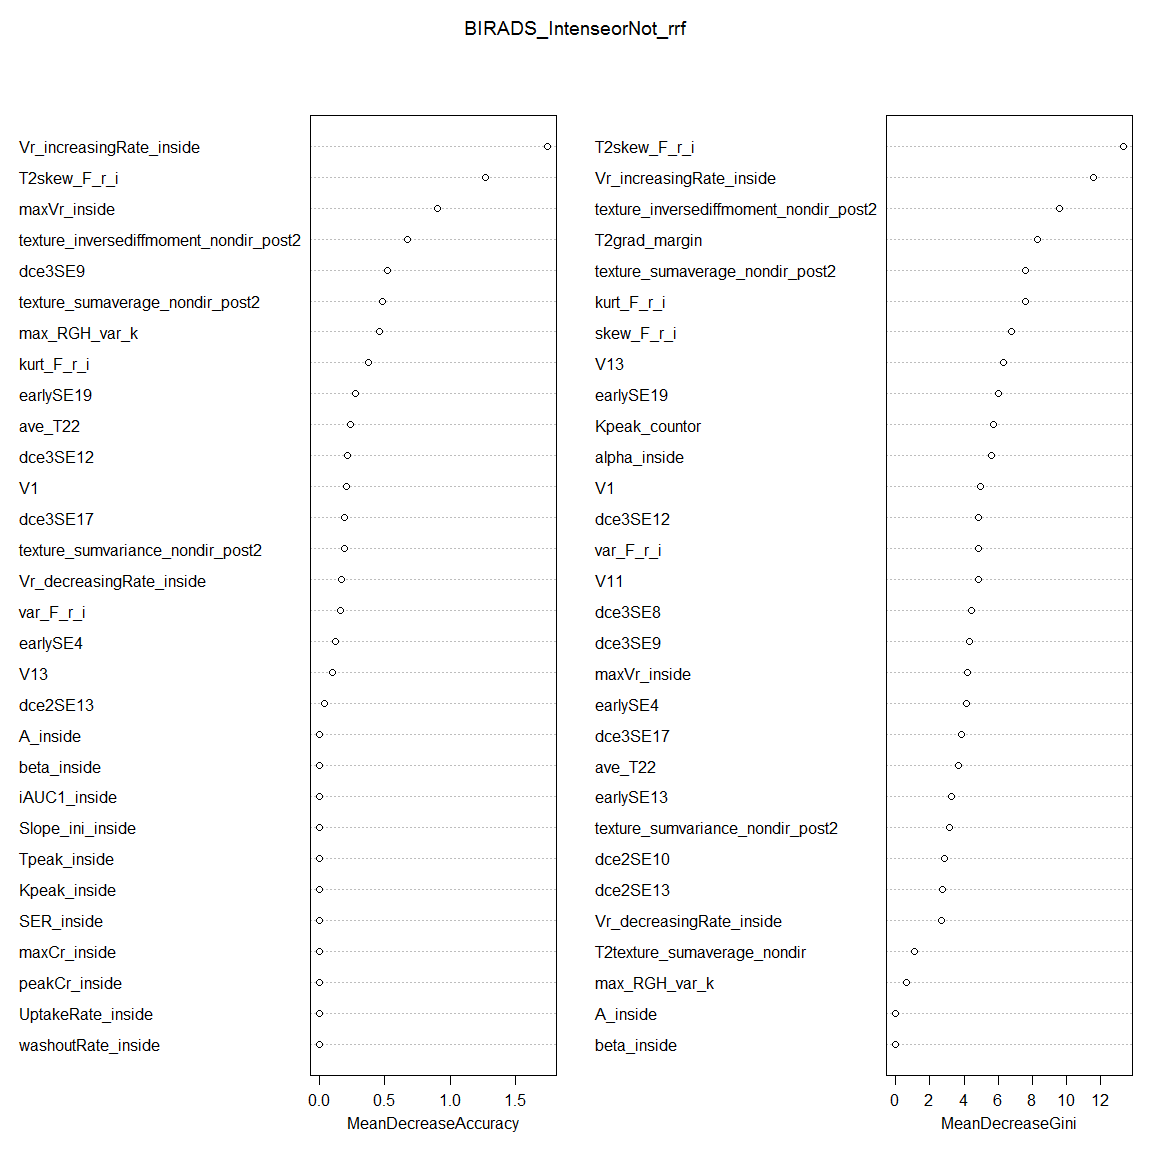 BIRADS_IntenseorNot_rrf
Vr_increasingRate_inside
T2skew_F_r_i
maxVr_inside
texture_inversediffmoment_nondir_post2
dce3SE9
texture_sumaverage_nondir_post2
max_RGH_var_k
kurt_F_r_i
earlySE19
ave_T22
dce3SE12
V1
dce3SE17
texture_sumvariance_nondir_post2
Vr_decreasingRate_inside
var_F_r_i
earlySE4
V13
dce2SE13
A_inside
beta_inside
iAUC1_inside
Slope_ini_inside
Tpeak_inside
Kpeak_inside
SER_inside
maxCr_inside
peakCr_inside
UptakeRate_inside
washoutRate_inside
0.0 0.5 1.0 1.5
MeanDecreaseAccuracy
T2skew_F_r_i
Vr_increasingRate_inside
texture_inversediffmoment_nondir_post2
T2grad_margin
texture_sumaverage_nondir_post2
kurt_F_r_i
skew_F_r_i
V13
earlySE19
Kpeak_countor
alpha_inside
V1
dce3SE12
var_F_r_i
V11
dce3SE8
dce3SE9
maxVr_inside
earlySE4
dce3SE17
ave_T22
earlySE13
texture_sumvariance_nondir_post2
dce2SE10
dce2SE13
Vr_decreasingRate_inside
T2texture_sumaverage_nondir
max_RGH_var_k
A_inside
beta_inside
0 2 4 6 8 10 12
MeanDecreaseGini